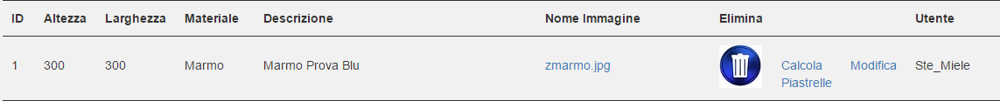 ID Altezza Larghezza Materiale Descrizione Nome Immagine Elimina Utente
1 300 300 Marmo Marmo Prova Blu zmarmo.jpg Calcola Modifica Ste_Miele
Piastrelle